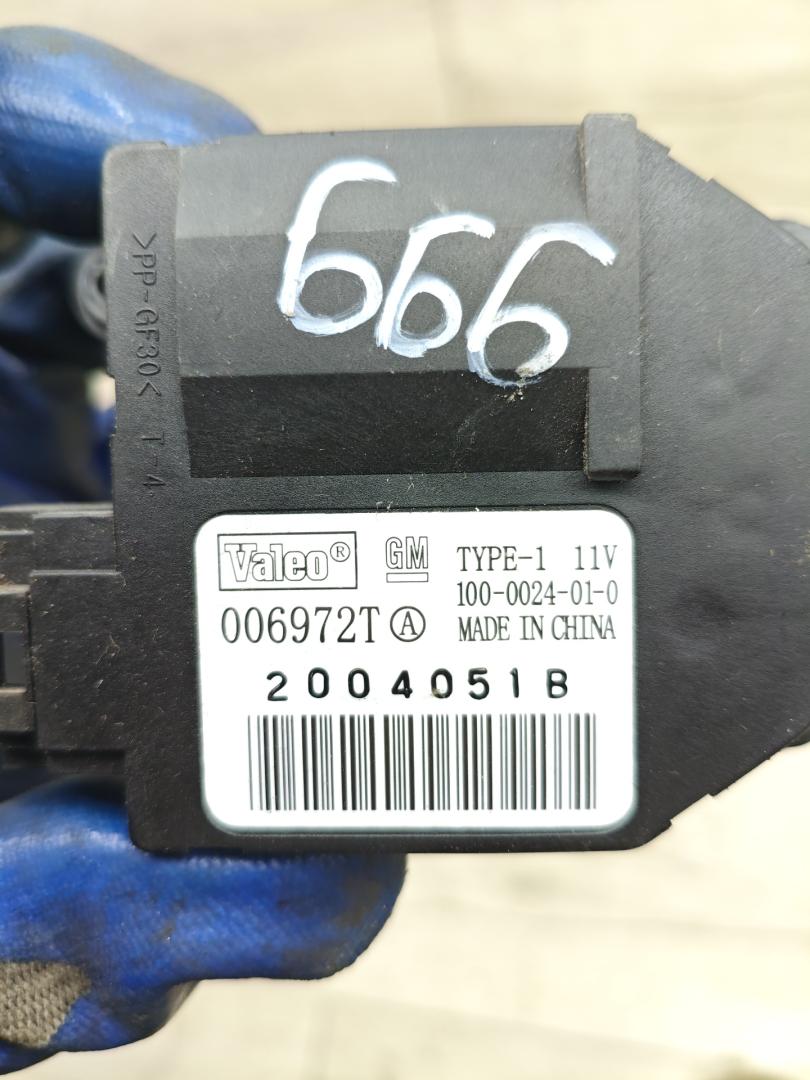 666
>PP-GF30< T-4
Valeo®
GM
TYPE-1 11V
100-0024-01-0
006972T Ⓐ
MADE IN CHINA
2004051B